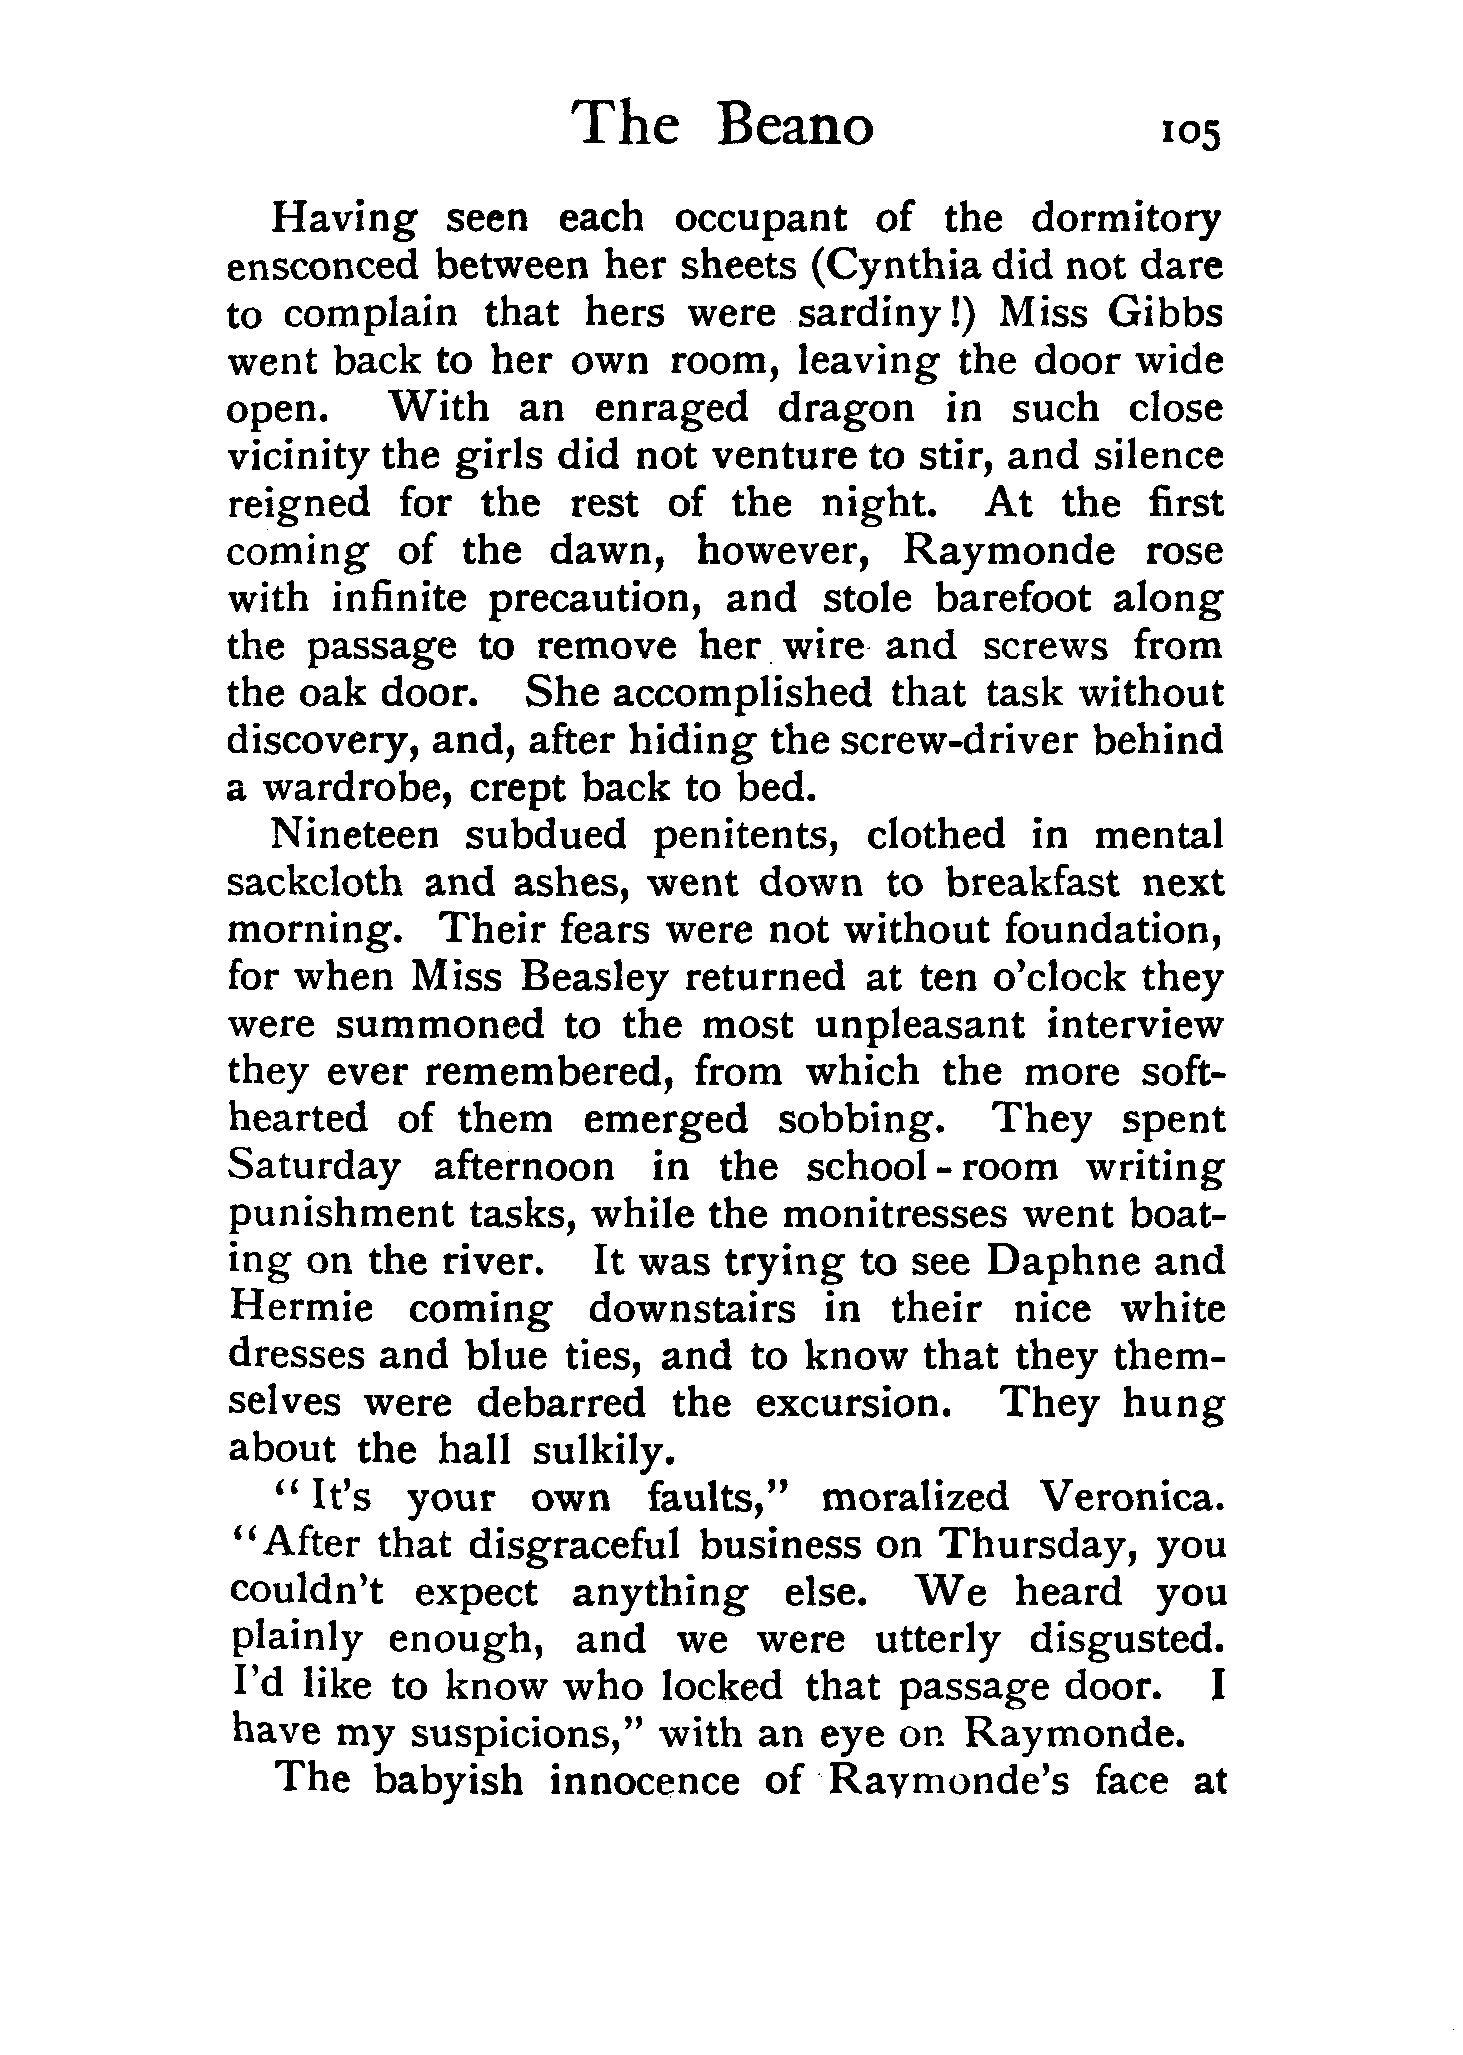 The Beano 105
Having seen each occupant of the dormitory
ensconced between her sheets (Cynthia did not dare
to complain that hers were sardiny!) Miss Gibbs
went back to her own room, leaving the door wide
open. With an enraged dragon in such close
vicinity the girls did not venture to stir, and silence
reigned for the rest of the night. At the first
coming of the dawn, however, Raymonde rose
with infinite precaution, and stole barefoot along
the passage to remove her wire and screws from
the oak door. She accomplished that task without
discovery, and, after hiding the screw-driver behind
a wardrobe, crept back to bed.
Nineteen subdued penitents, clothed in mental
sackcloth and ashes, went down to breakfast next
morning. Their fears were not without foundation,
for when Miss Beasley returned at ten o'clock they
were summoned to the most unpleasant interview
they ever remembered, from which the more soft-
hearted of them emerged sobbing. They spent
Saturday afternoon in the school-room writing
punishment tasks, while the monitresses went boat-
ing on the river. It was trying to see Daphne and
Hermie coming downstairs in their nice white
dresses and blue ties, and to know that they them-
selves were debarred the excursion. They hung
about the hall sulkily.
"It's your own faults," moralized Veronica.
"After that disgraceful business on Thursday, you
couldn't expect anything else. We heard you
plainly enough, and we were utterly disgusted.
I'd like to know who locked that passage door. I
have my suspicions," with an eye on Raymonde.
The babyish innocence of Raymonde's face at